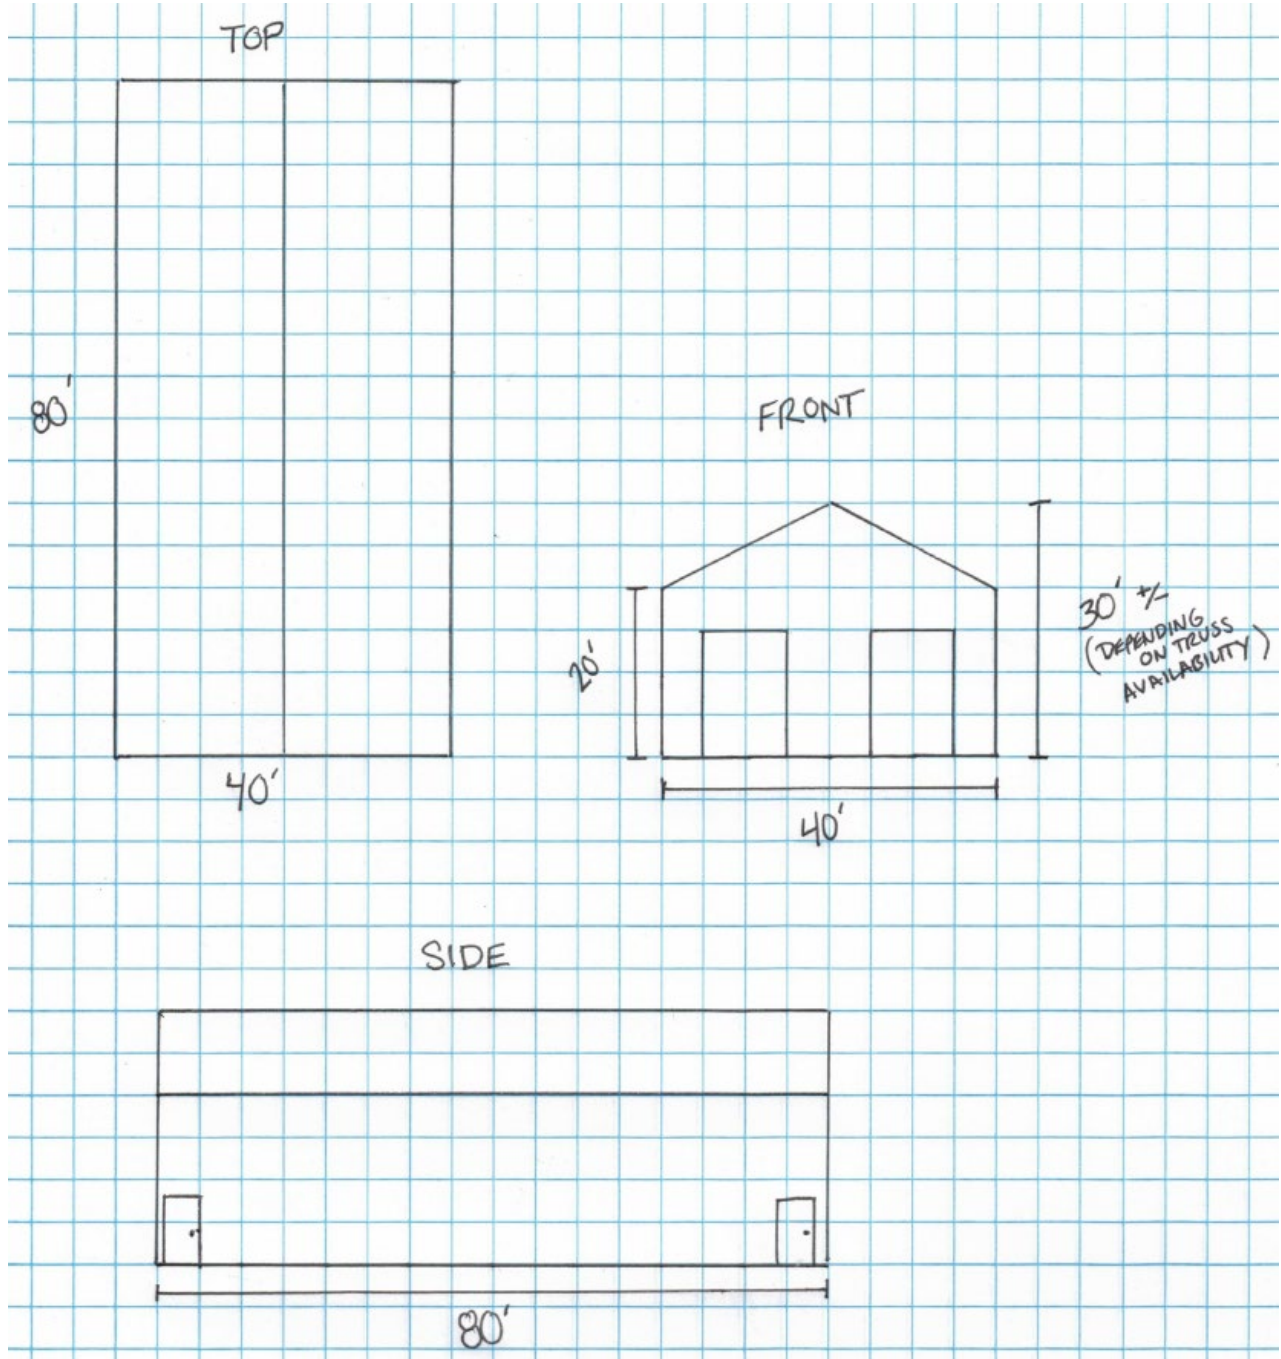 TOP
80'
40'
FRONT
20'
30' +/-
(DEPENDING
ON TRUSS
AVAILABILITY)
40'
SIDE
80'